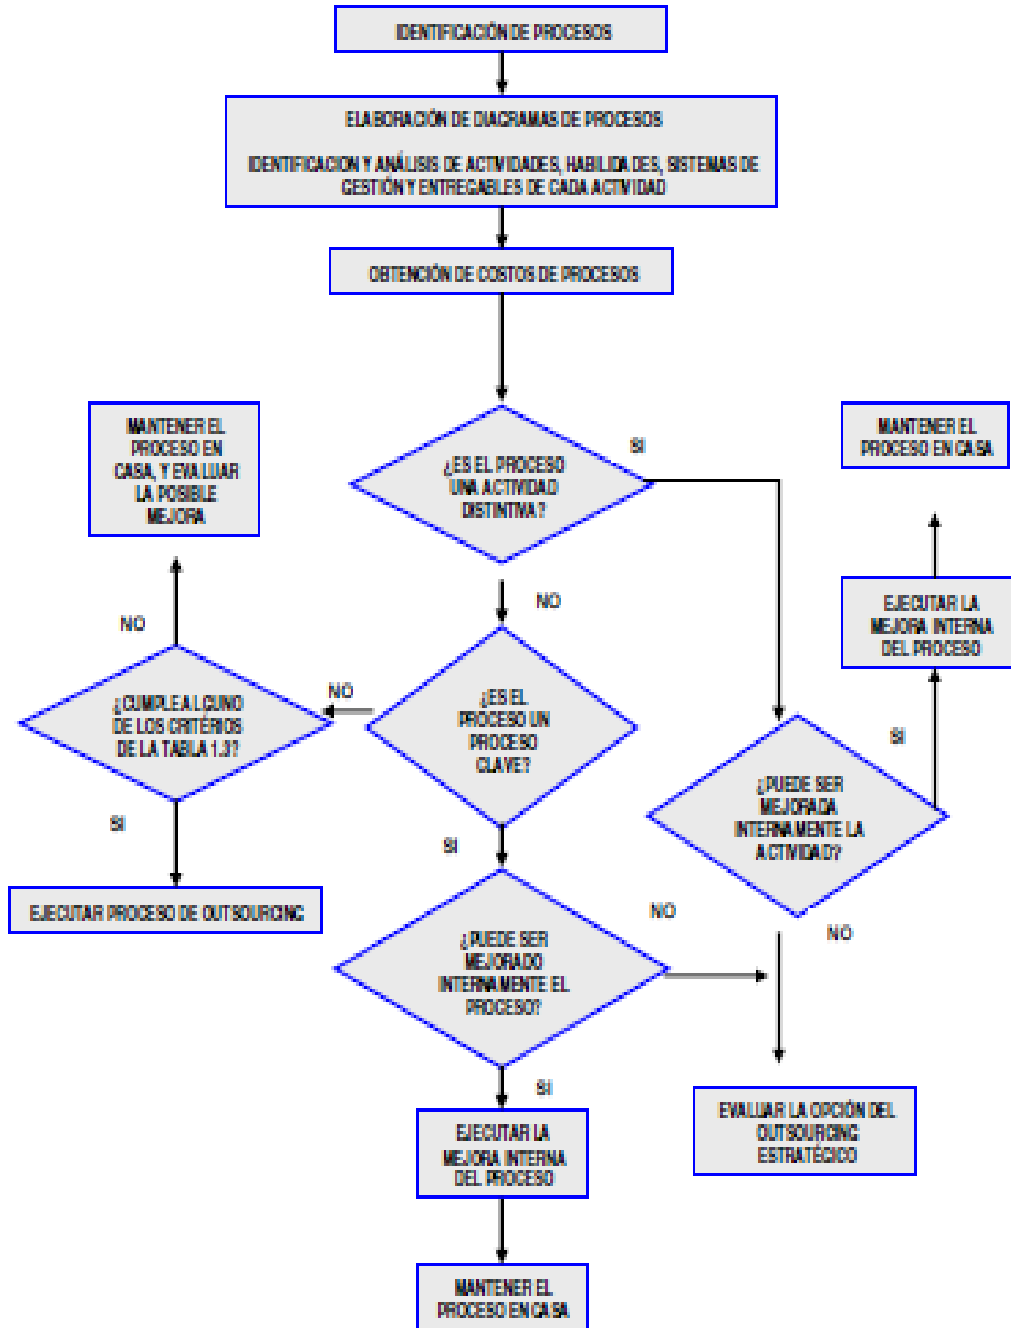 IDENTIFICACIÓN DE PROCESOS
ELABORACIÓN DE DIAGRAMAS DE PROCESOS
IDENTIFICACION Y ANÁLISIS DE ACTIVIDADES, HABILIDADES, SISTEMAS DE
GESTIÓN Y ENTREGABLES DE CADA ACTIVIDAD
OBTENCIÓN DE COSTOS DE PROCESOS
MANTENER EL
PROCESO EN
CASA, Y EVALUAR
LA POSIBLE
MEJORA
¿ES EL PROCESO
UNA ACTIVIDAD
DISTINTIVA?
SI
MANTENER EL
PROCESO EN CASA
NO
EJECUTAR LA
MEJORA INTERNA
DEL PROCESO
NO
¿CUMPLE ALGUNO
DE LOS CRITÉRIOS
DE LA TABLA 1.3?
NO
¿ES EL
PROCESO UN
PROCESO
CLAVE?
SI
¿PUEDE SER
MEJORADA
INTERNAMENTE LA
ACTIVIDAD?
SI
SI
EJECUTAR PROCESO DE OUTSOURCING
NO
NO
¿PUEDE SER
MEJORADO
INTERNAMENTE EL
PROCESO?
SI
EJECUTAR LA
MEJORA INTERNA
DEL PROCESO
EVALUAR LA OPCIÓN DEL
OUTSOURCING
ESTRATÉGICO
MANTENER EL
PROCESO EN CASA